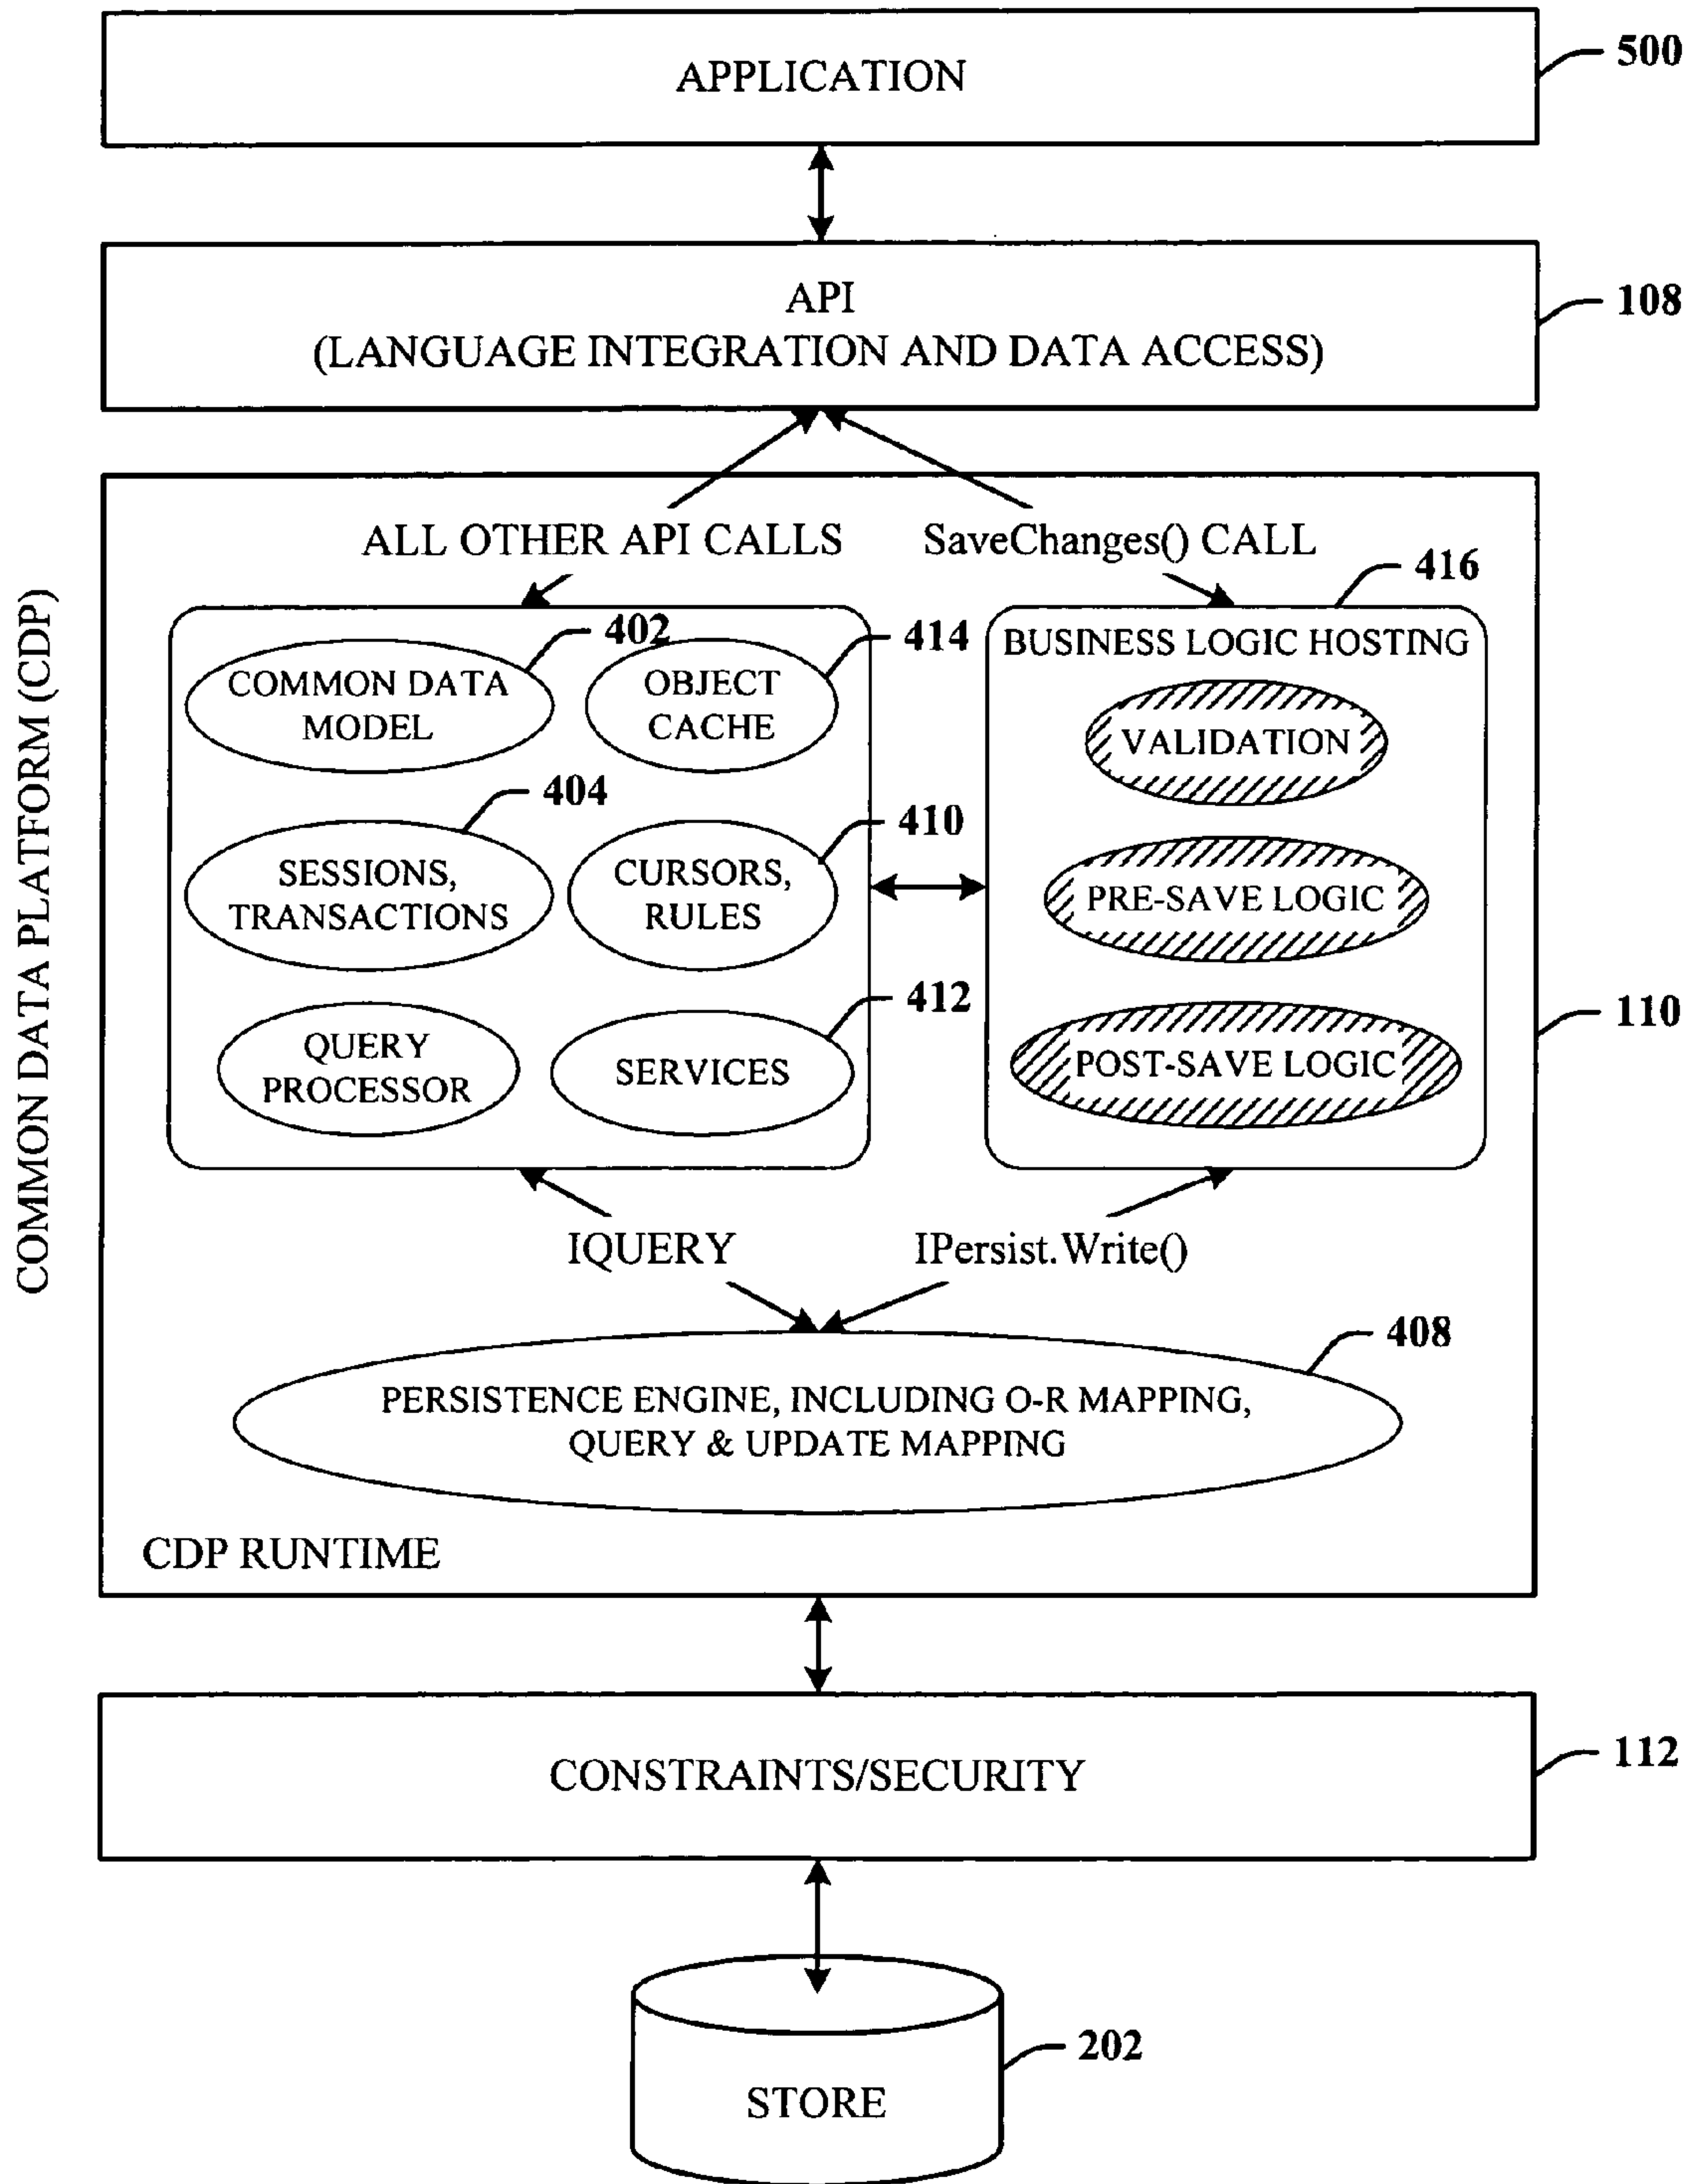 APPLICATION
500
API
(LANGUAGE INTEGRATION AND DATA ACCESS)
108
COMMON DATA PLATFORM (CDP)
ALL OTHER API CALLS
SaveChanges() CALL
416
402
414
BUSINESS LOGIC HOSTING
COMMON DATA
MODEL
OBJECT
CACHE
VALIDATION
404
410
SESSIONS,
TRANSACTIONS
CURSORS,
RULES
PRE-SAVE LOGIC
412
110
QUERY
PROCESSOR
SERVICES
POST-SAVE LOGIC
IQUERY
IPersist.Write()
408
PERSISTENCE ENGINE, INCLUDING O-R MAPPING,
QUERY & UPDATE MAPPING
CDP RUNTIME
CONSTRAINTS/SECURITY
112
202
STORE